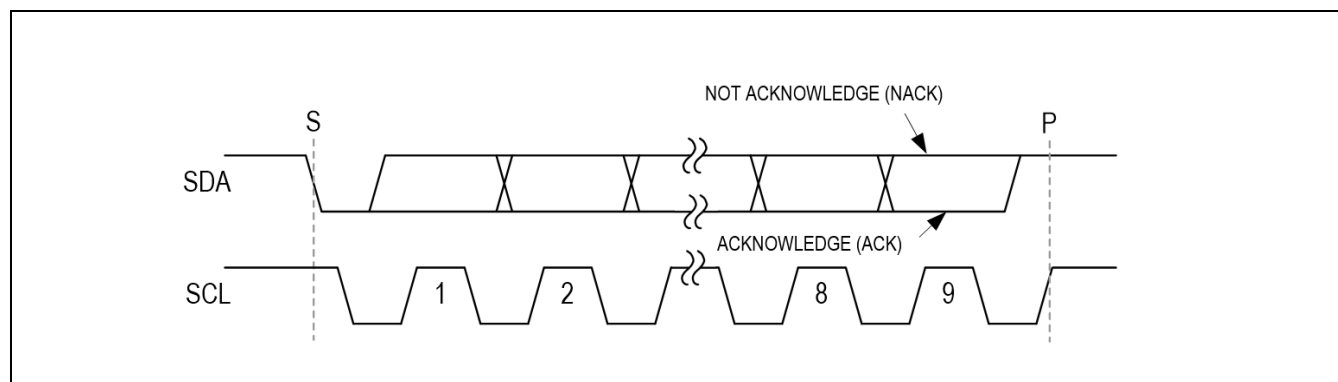 NOT ACKNOWLEDGE (NACK)
S
P
SDA
ACKNOWLEDGE (ACK)
SCL
1
2
8
9